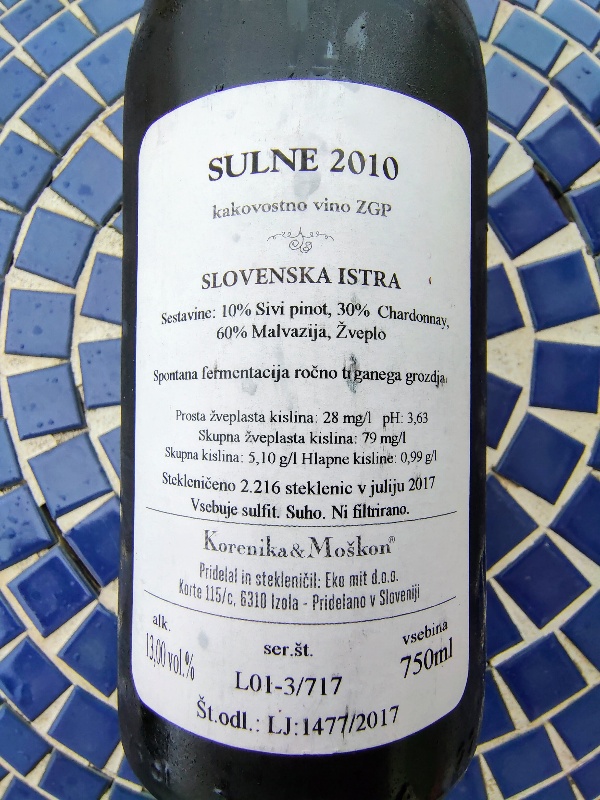 SULNE 2010
kakovostno vino ZGP
SLOVENSKA ISTRA
Sestavine: 10% Sivi pinot, 30% Chardonnay,
60% Malvazija, Žveplo
Spontana fermentacija ročno trganega grozdja.
Prosta žveplasta kislina: 28 mg/l pH: 3,63
Skupna žveplasta kislina: 79 mg/l
Skupna kislina: 5,10 g/l Hlapne kisline: 0,99 g/l
Stekleničeno 2.216 steklenic v juliju 2017
Vsebuje sulfit. Suho. Ni filtrirano.
Korenika&Moškon®
Pridelal in stekleničil: Eko mit d.o.o.
Korte 115/c, 6310 Izola - Pridelano v Sloveniji
alk. ser.št. vsebina
13,00 vol.% L01-3/717 750ml
Št.odl.: LJ:1477/2017